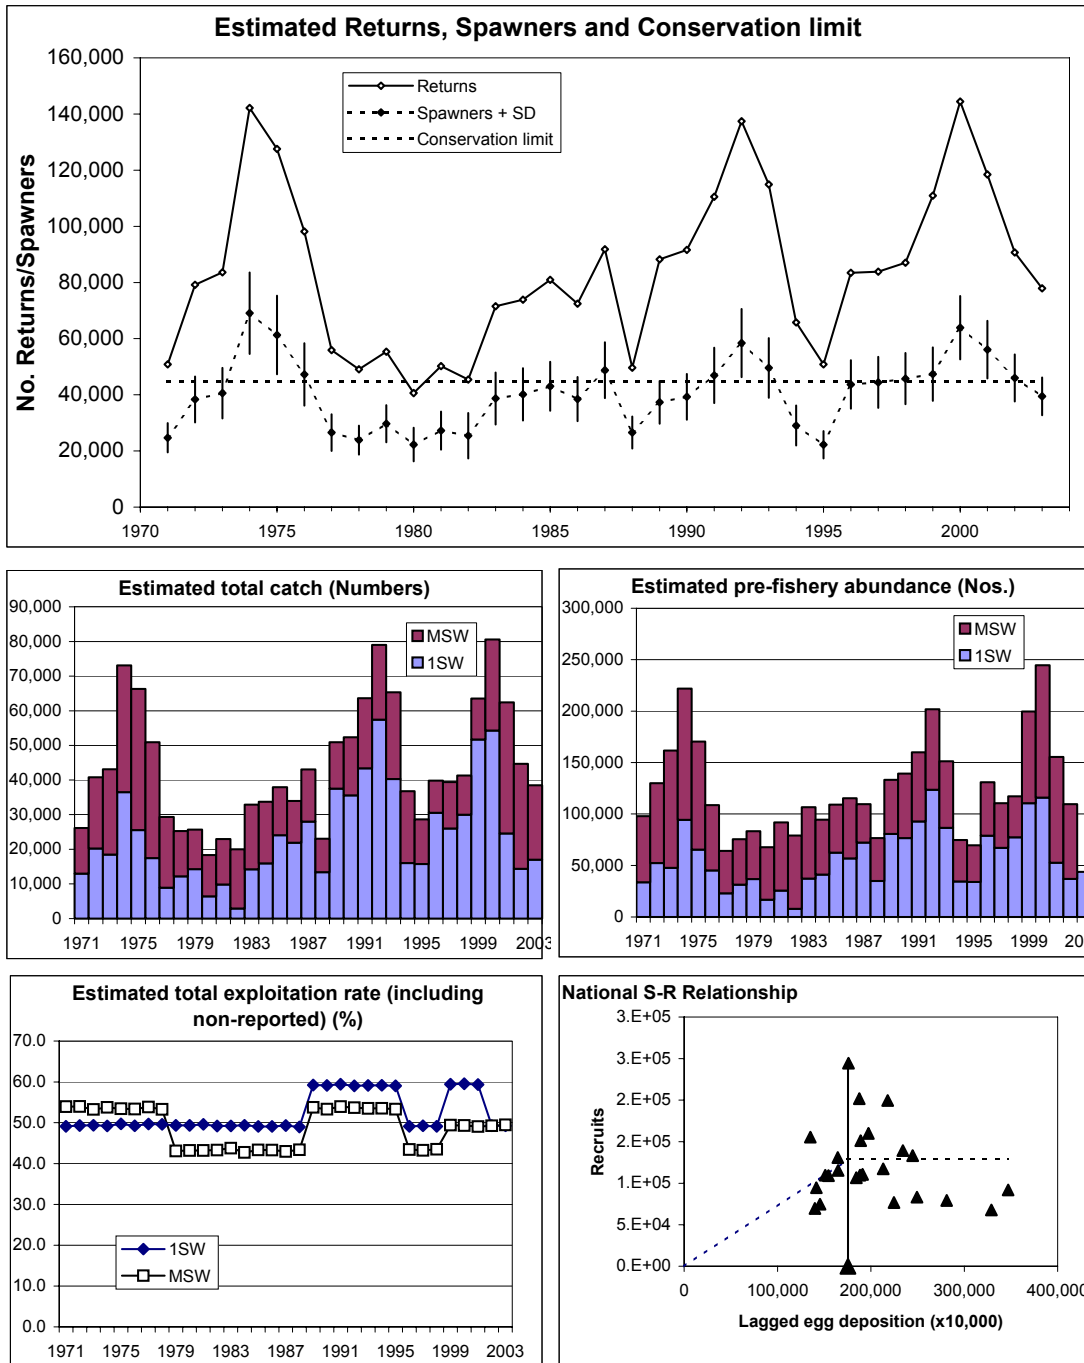 Estimated Returns, Spawners and Conservation limit
No. Returns/Spawners
160,000
140,000
120,000
100,000
80,000
60,000
40,000
20,000
0
Returns
Spawners + SD
Conservation limit
1970 1975 1980 1985 1990 1995 2000
Estimated total catch (Numbers)
90,000
80,000
70,000
60,000
50,000
40,000
30,000
20,000
10,000
0
MSW
1SW
1971 1975 1979 1983 1987 1991 1995 1999 2003
Estimated pre-fishery abundance (Nos.)
300,000
250,000
200,000
150,000
100,000
50,000
0
MSW
1SW
1971 1975 1979 1983 1987 1991 1995 1999 20
Estimated total exploitation rate (including
non-reported) (%)
70.0
60.0
50.0
40.0
30.0
20.0
10.0
0.0
1SW
MSW
1971 1975 1979 1983 1987 1991 1995 1999 2003
National S-R Relationship
Recruits
3.E+05
3.E+05
2.E+05
2.E+05
1.E+05
5.E+04
0.E+00
0 100,000 200,000 300,000 400,000
Lagged egg deposition (x10,000)